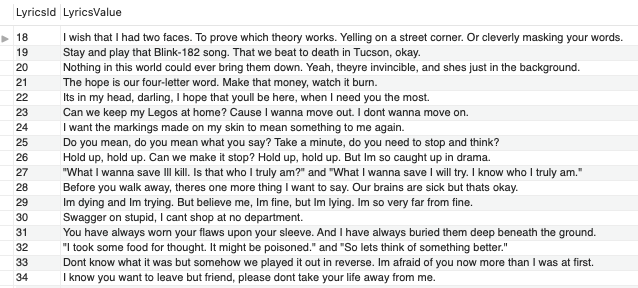 LyricsId LyricsValue
18 I wish that I had two faces. To prove which theory works. Yelling on a street corner. Or cleverly masking your words.
19 Stay and play that Blink-182 song. That we beat to death in Tucson, okay.
20 Nothing in this world could ever bring them down. Yeah, theyre invincible, and shes just in the background.
21 The hope is our four-letter word. Make that money, watch it burn.
22 Its in my head, darling, I hope that youll be here, when I need you the most.
23 Can we keep my Legos at home? Cause I wanna move out. I dont wanna move on.
24 I want the markings made on my skin to mean something to me again.
25 Do you mean, do you mean what you say? Take a minute, do you need to stop and think?
26 Hold up, hold up. Can we make it stop? Hold up, hold up. But Im so caught up in drama.
27 "What I wanna save Ill kill. Is that who I truly am?" and "What I wanna save I will try. I know who I truly am."
28 Before you walk away, theres one more thing I want to say. Our brains are sick but thats okay.
29 Im dying and Im trying. But believe me, Im fine, but Im lying. Im so very far from fine.
30 Swagger on stupid, I cant shop at no department.
31 You have always worn your flaws upon your sleeve. And I have always buried them deep beneath the ground.
32 "I took some food for thought. It might be poisoned." and "So lets think of something better."
33 Dont know what it was but somehow we played it out in reverse. Im afraid of you now more than I was at first.
34 I know you want to leave but friend, please dont take your life away from me.